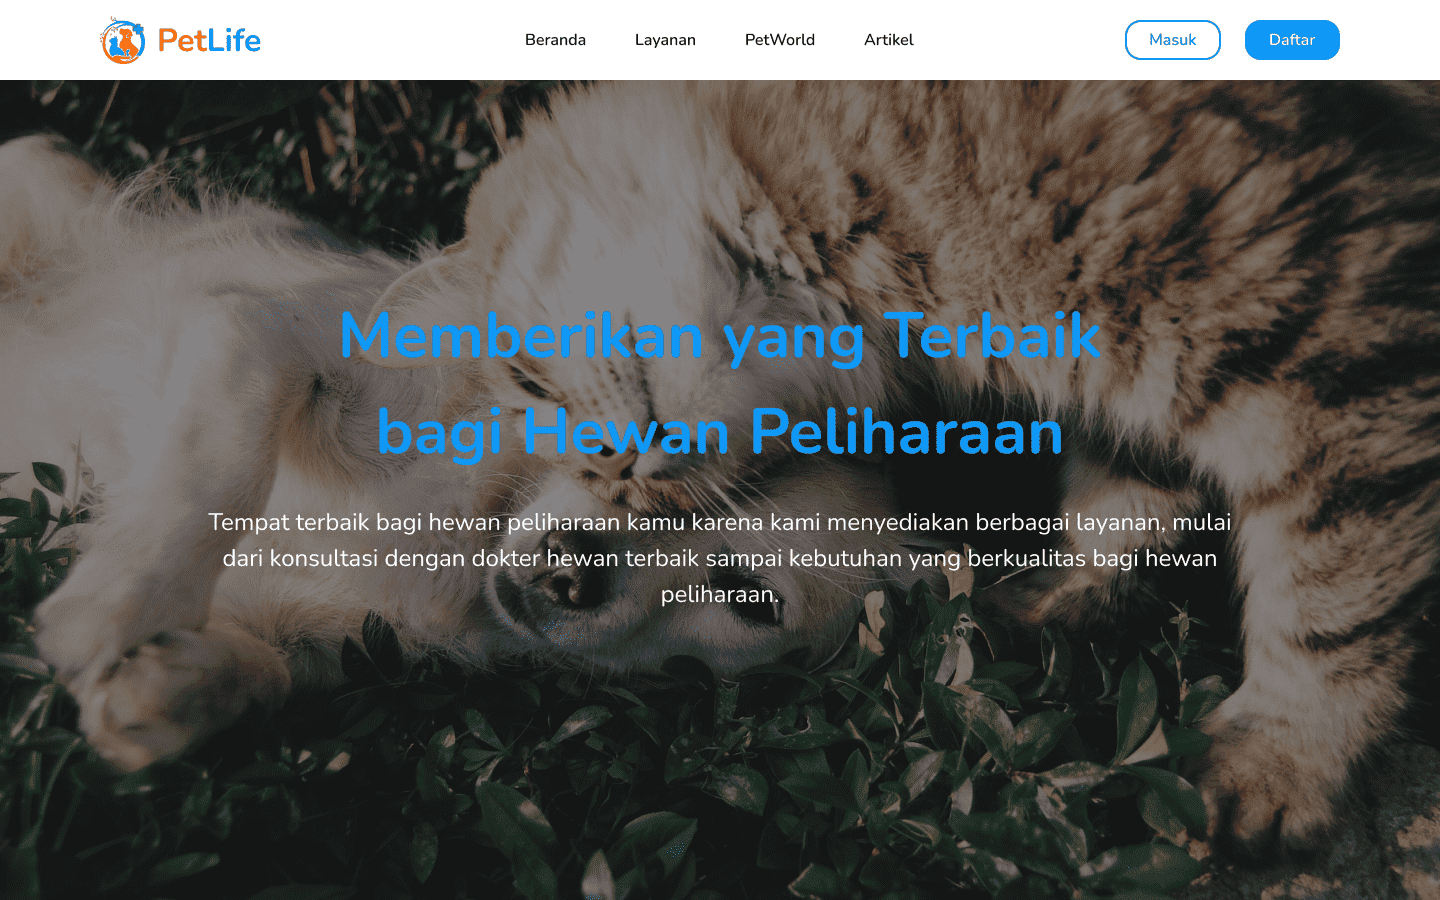 PetLife
Beranda
Layanan
PetWorld
Artikel
Masuk
Daftar
Memberikan yang Terbaik
bagi Hewan Peliharaan
Tempat terbaik bagi hewan peliharaan kamu karena kami menyediakan berbagai layanan, mulai
dari konsultasi dengan dokter hewan terbaik sampai kebutuhan yang berkualitas bagi hewan
peliharaan.